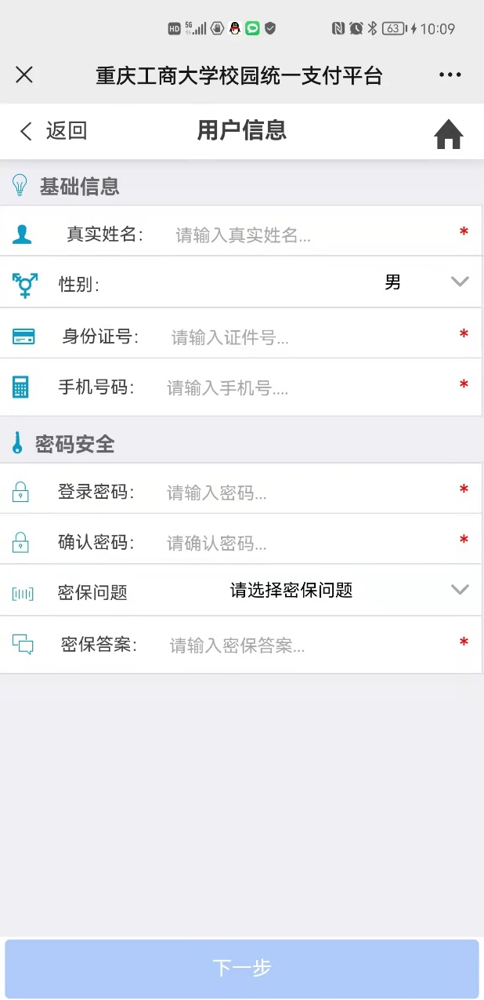 HD 5G 63 10:09
重庆工商大学校园统一支付平台
返回 用户信息
基础信息
真实姓名: 请输入真实姓名... *
性别: 男
身份证号: 请输入证件号... *
手机号码: 请输入手机号.... *
密码安全
登录密码: 请输入密码... *
确认密码: 请确认密码... *
密保问题 请选择密保问题
密保答案: 请输入密保答案... *
下一步